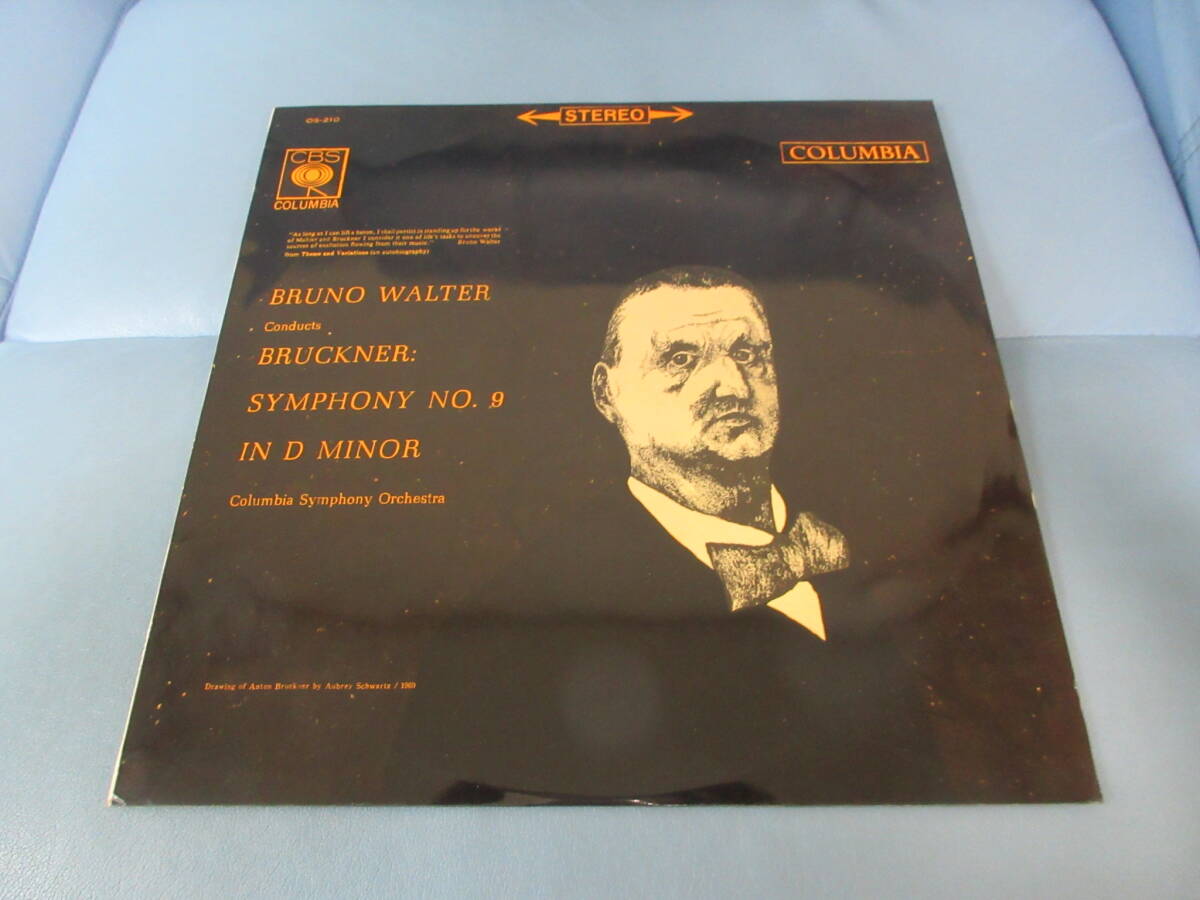 OS-210
STEREO
COLUMBIA
CBS
COLUMBIA
"As long as I can lift a baton, I shall persist in standing up for the works
of Mahler and Bruckner I consider it one of life's tasks to uncover the
sources of exultation flowing from their music." Bruno Walter
from Theme and Variations (an autobiography)
BRUNO WALTER
Conducts
BRUCKNER:
SYMPHONY NO. 9
IN D MINOR
Columbia Symphony Orchestra
Drawing of Anton Bruckner by Aubrey Schwartz / 1960